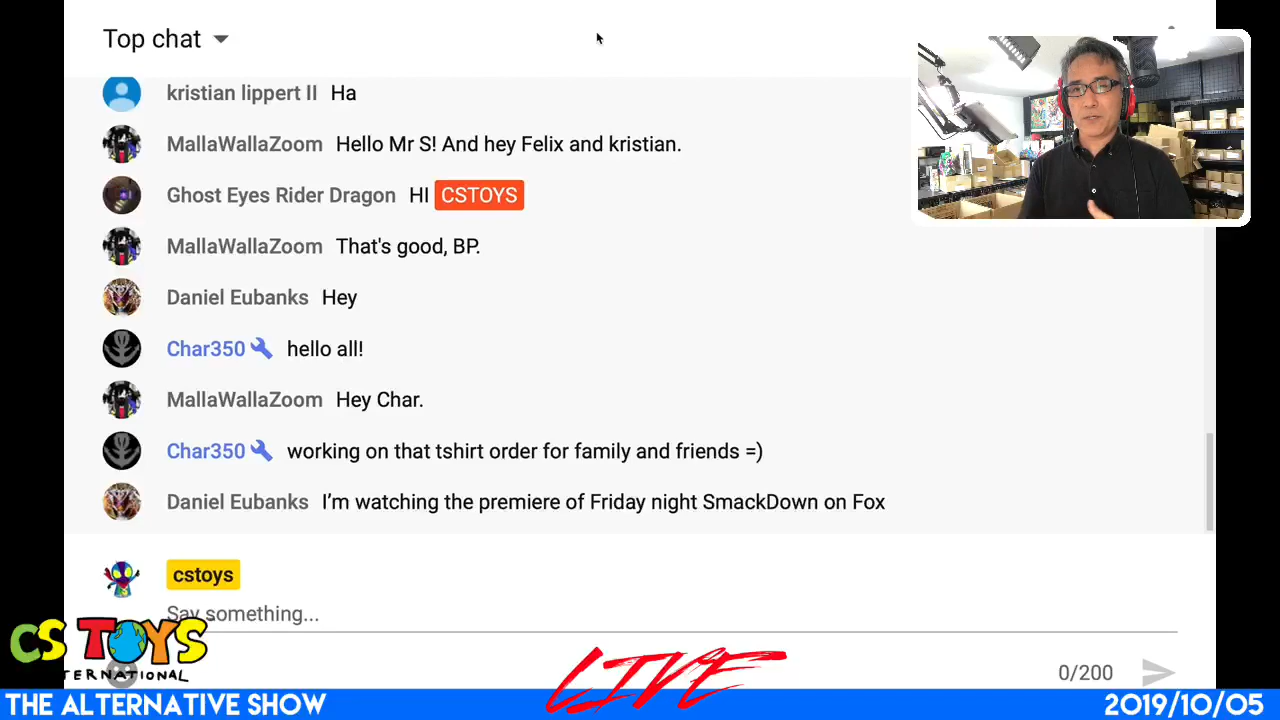 Top chat
kristian lippert II Ha
MallaWallaZoom Hello Mr S! And hey Felix and kristian.
Ghost Eyes Rider Dragon HI CSTOYS
MallaWallaZoom That's good, BP.
Daniel Eubanks Hey
Char350 hello all!
MallaWallaZoom Hey Char.
Char350 working on that tshirt order for family and friends =)
Daniel Eubanks I’m watching the premiere of Friday night SmackDown on Fox
cstoys
Say something...
CS TOYS
TERNATIONAL
LIVE
0/200
THE ALTERNATIVE SHOW
2019/10/05